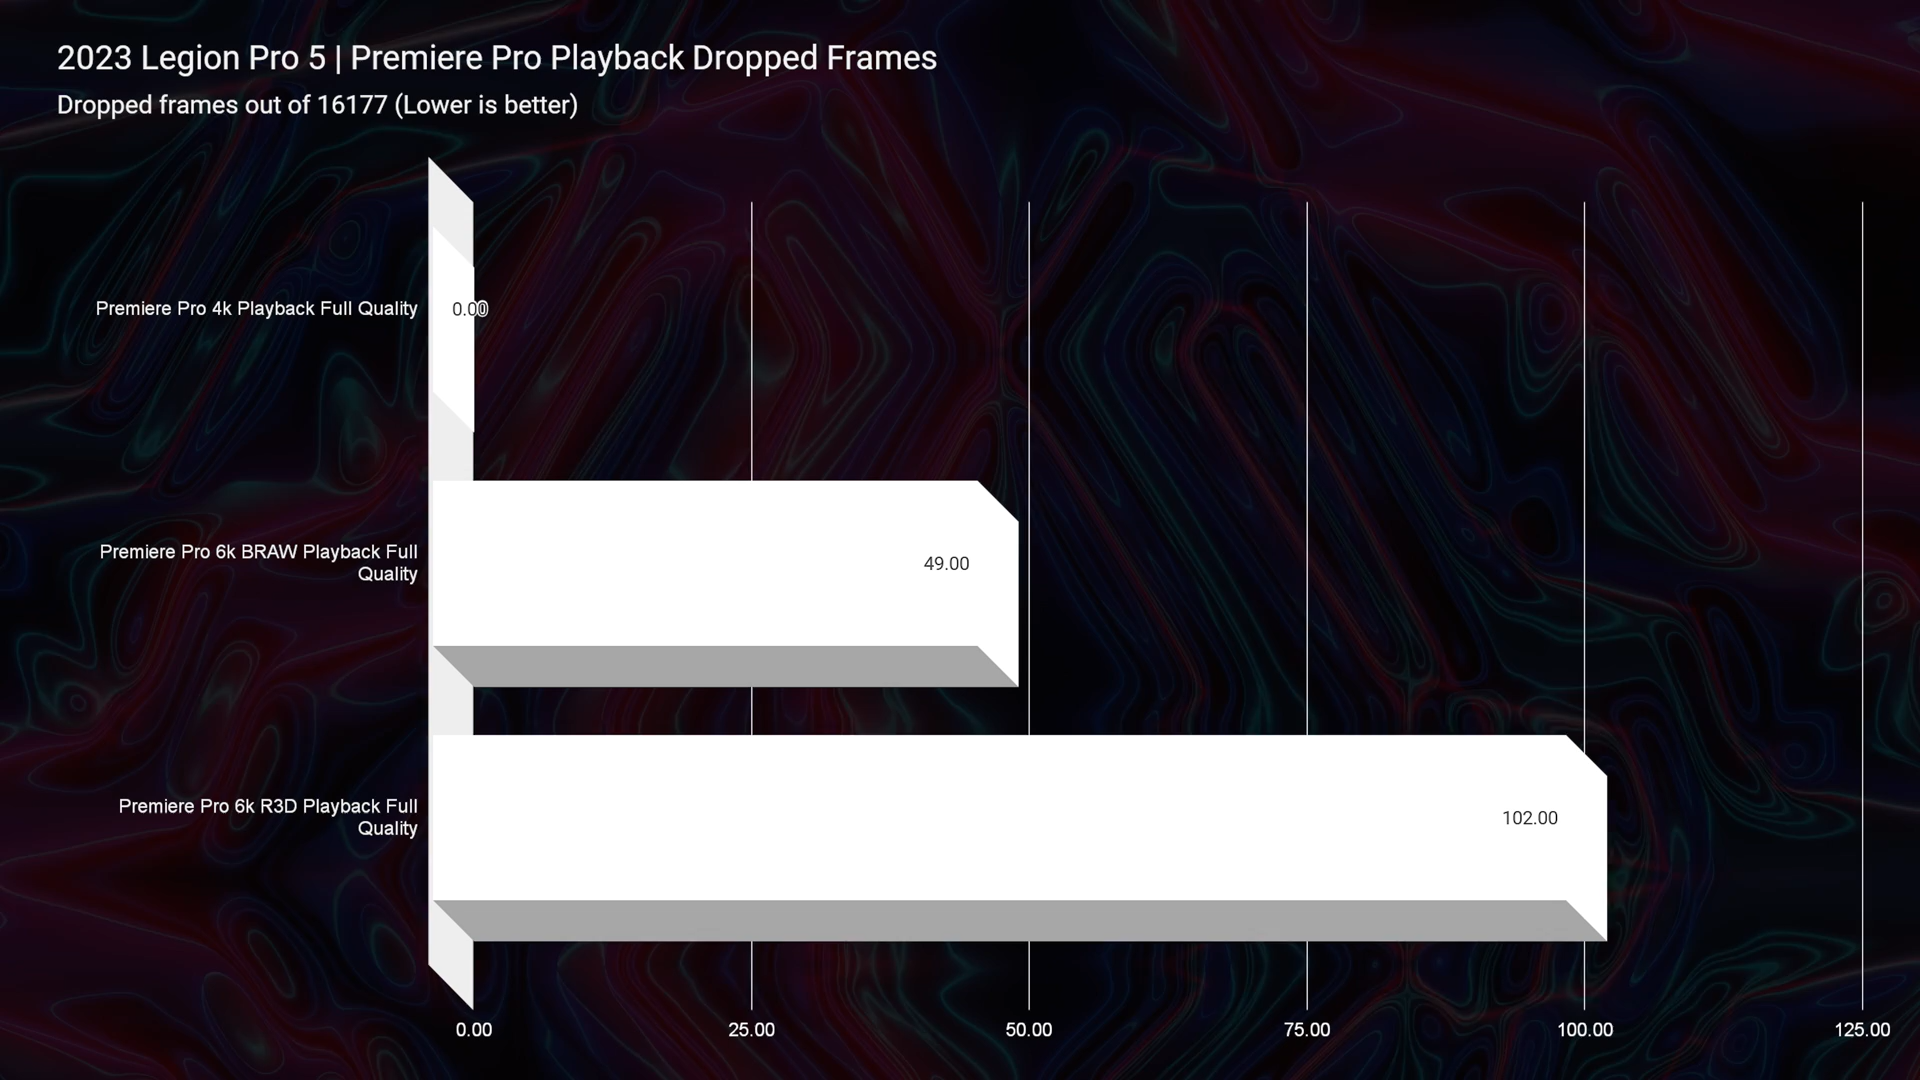 2023 Legion Pro 5 | Premiere Pro Playback Dropped Frames
Dropped frames out of 16177 (Lower is better)
Premiere Pro 4k Playback Full Quality
0.00
Premiere Pro 6k BRAW Playback Full
Quality
49.00
Premiere Pro 6k R3D Playback Full
Quality
102.00
0.00 25.00 50.00 75.00 100.00 125.00